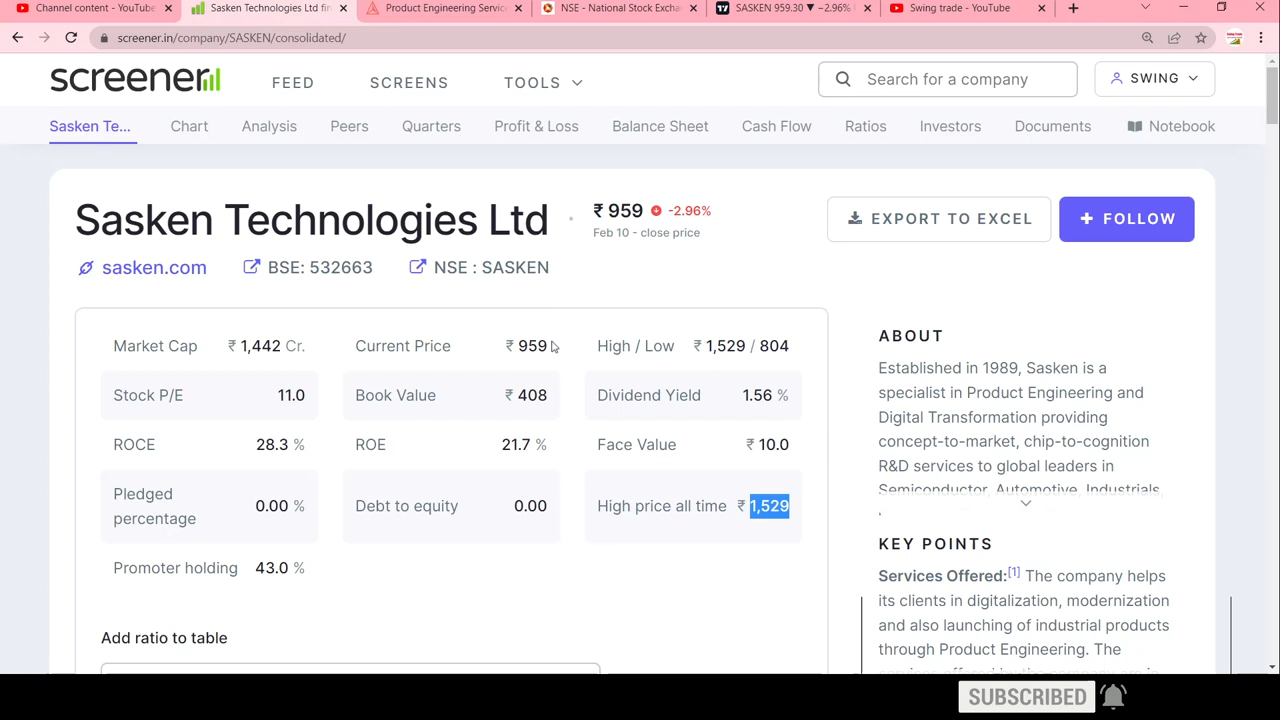 Channel content - YouTube
Sasken Technologies Ltd fin
Product Engineering Service
NSE - National Stock Exchan
SASKEN 959.30 ▼ −2.96%
Swing trade - YouTube
screener.in/company/SASKEN/consolidated/
screener
FEED
SCREENS
TOOLS
Search for a company
SWING
Sasken Te...
Chart
Analysis
Peers
Quarters
Profit & Loss
Balance Sheet
Cash Flow
Ratios
Investors
Documents
Notebook
Sasken Technologies Ltd
₹ 959 -2.96%
Feb 10 - close price
EXPORT TO EXCEL
FOLLOW
sasken.com
BSE: 532663
NSE : SASKEN
Market Cap ₹ 1,442 Cr.
Current Price ₹ 959
High / Low ₹ 1,529 / 804
Stock P/E 11.0
Book Value ₹ 408
Dividend Yield 1.56 %
ROCE 28.3 %
ROE 21.7 %
Face Value ₹ 10.0
Pledged percentage 0.00 %
Debt to equity 0.00
High price all time ₹ 1,529
Promoter holding 43.0 %
Add ratio to table
ABOUT
Established in 1989, Sasken is a
specialist in Product Engineering and
Digital Transformation providing
concept-to-market, chip-to-cognition
R&D services to global leaders in
Semiconductor, Automotive, Industrials,
KEY POINTS
Services Offered:[1] The company helps
its clients in digitalization, modernization
and also launching of industrial products
through Product Engineering. The
SUBSCRIBED